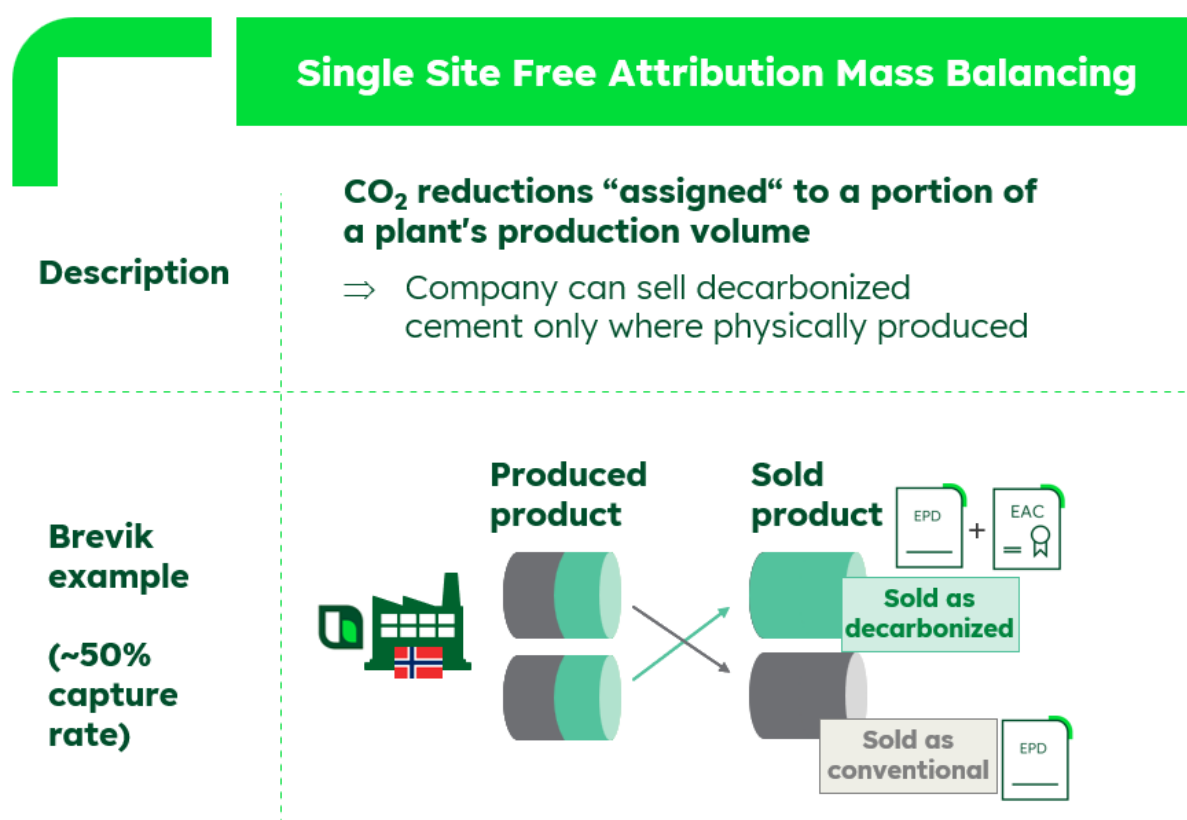 Single Site Free Attribution Mass Balancing
Description
CO₂ reductions “assigned“ to a portion of
a plant's production volume
⇒ Company can sell decarbonized
cement only where physically produced
Brevik
example
(~50%
capture
rate)
Produced
product
Sold
product
EPD
+
EAC
Sold as
decarbonized
Sold as
conventional
EPD